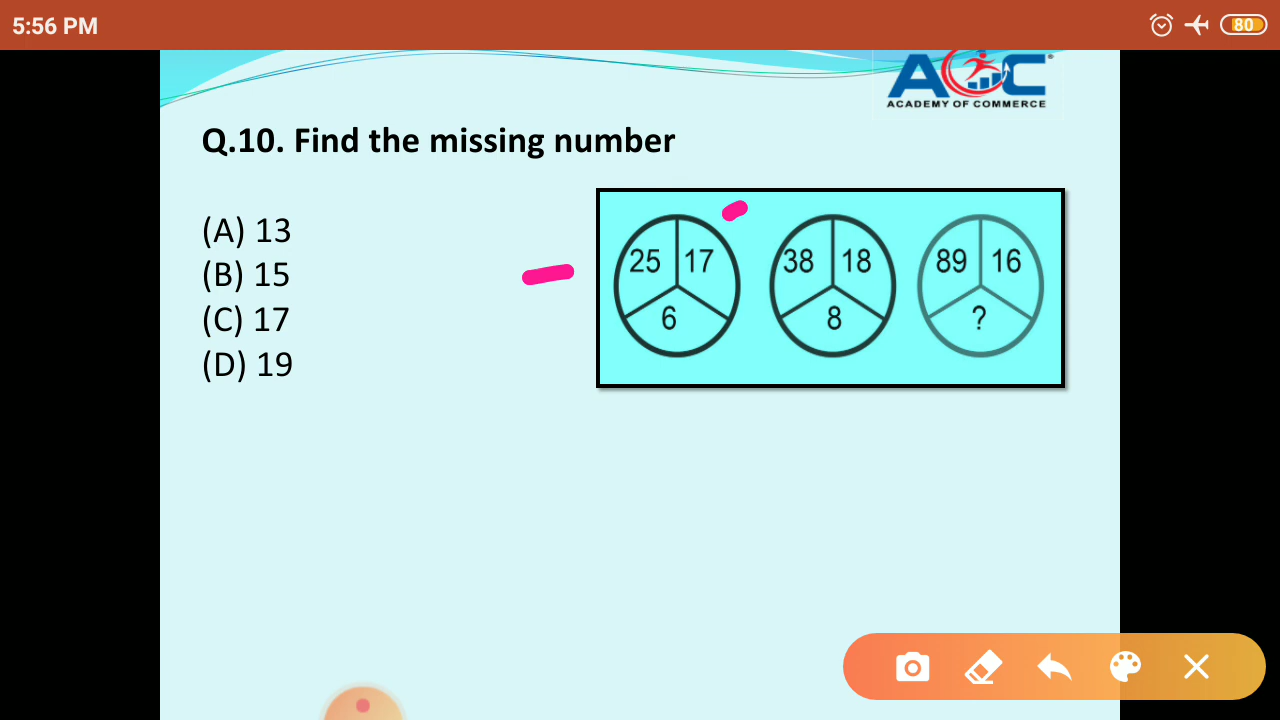 5:56 PM
80
AOC
ACADEMY OF COMMERCE
Q.10. Find the missing number
(A) 13
(B) 15
(C) 17
(D) 19
25 17
6
38 18
8
89 16
?